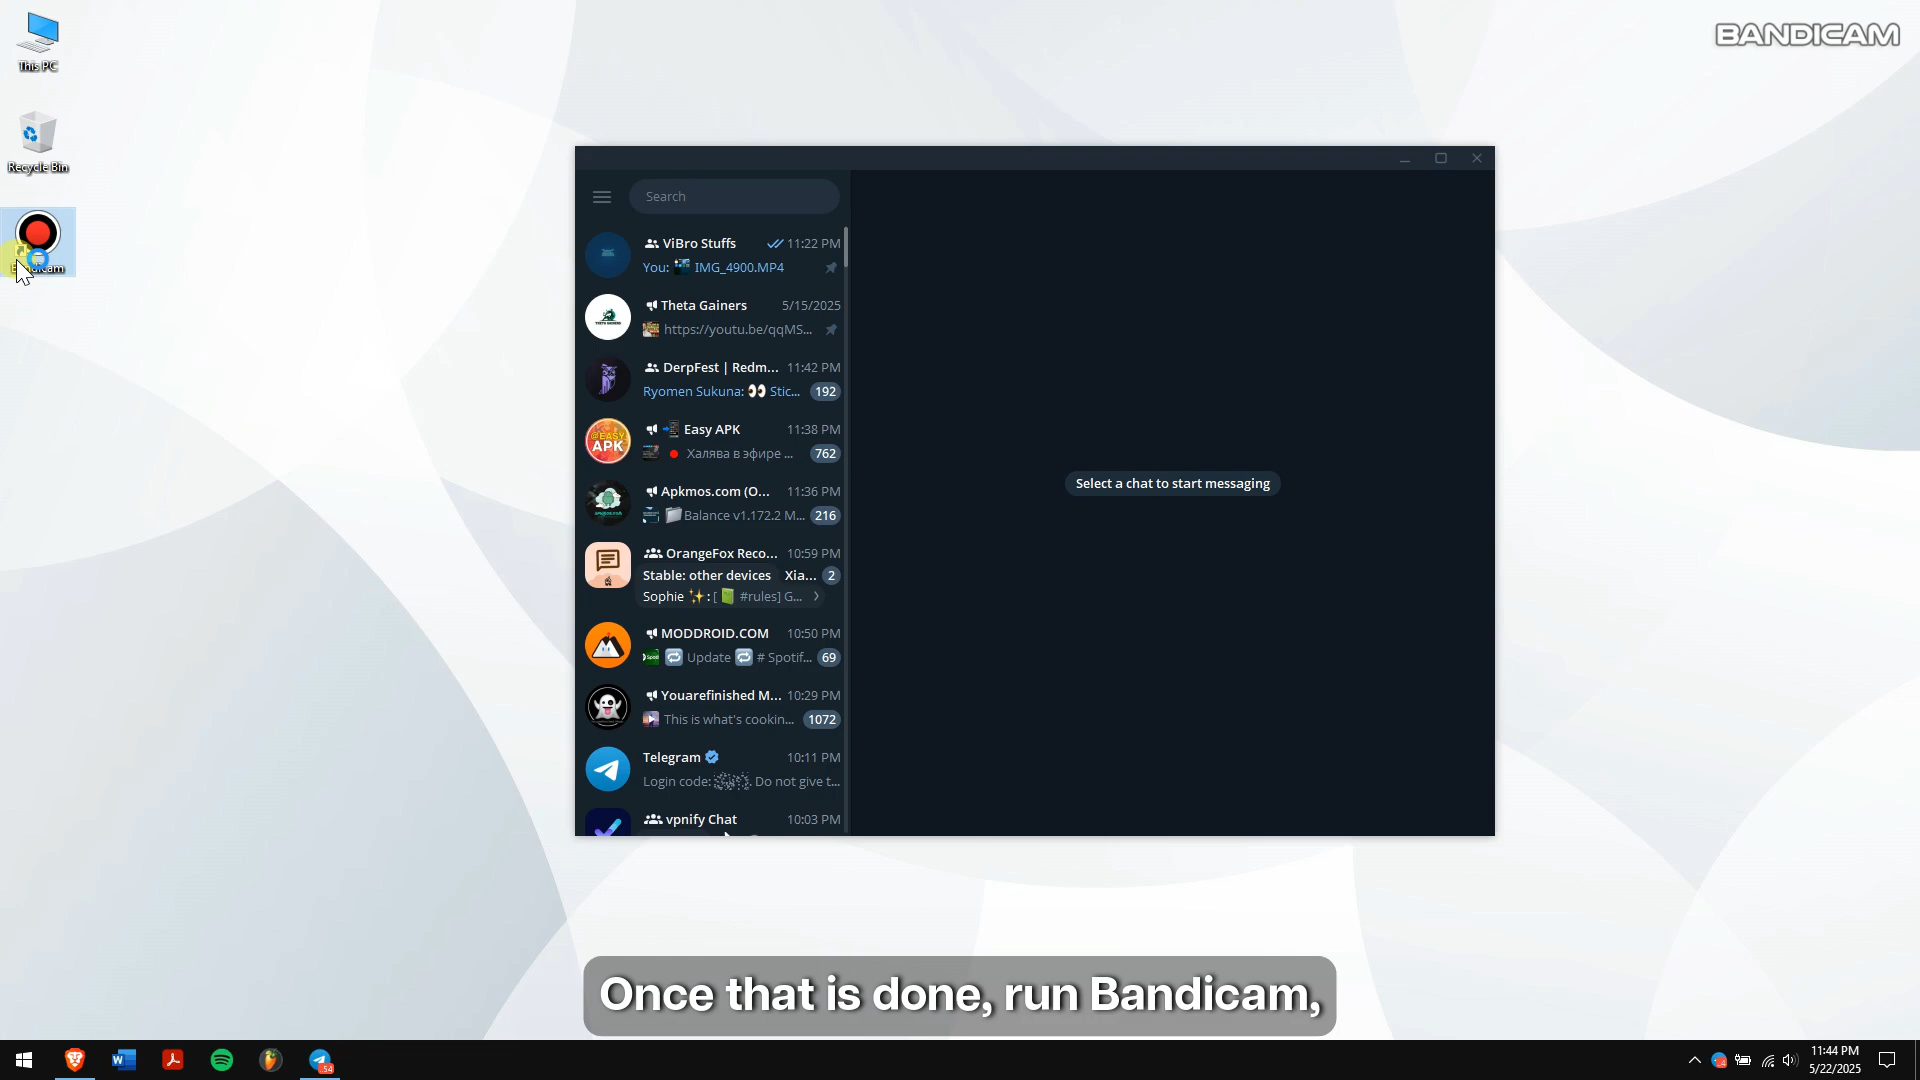 This PC
BANDICAM
Recycle Bin
Bandicam
Search
ViBro Stuffs 11:22 PM
You: IMG_4900.MP4
Theta Gainers 5/15/2025
https://youtu.be/qqMS...
DerpFest | Redm... 11:42 PM
Ryomen Sukuna: 👀 Stic... 192
@EASY APK
📲 Easy APK 11:38 PM
🔴 Халява в эфире ... 762
Apkmos.com (O... 11:36 PM
📁Balance v1.172.2 M... 216
OrangeFox Reco... 10:59 PM
Stable: other devices Xia... 2
Sophie ✨: [ 📗 #rules] G...
MODDROID.COM 10:50 PM
🔁 Update 🔁 # Spotif... 69
Youarefinished M... 10:29 PM
This is what's cookin... 1072
Telegram 10:11 PM
Login code: . Do not give t...
vpnify Chat 10:03 PM
Select a chat to start messaging
Once that is done, run Bandicam,
54
11:44 PM
5/22/2025